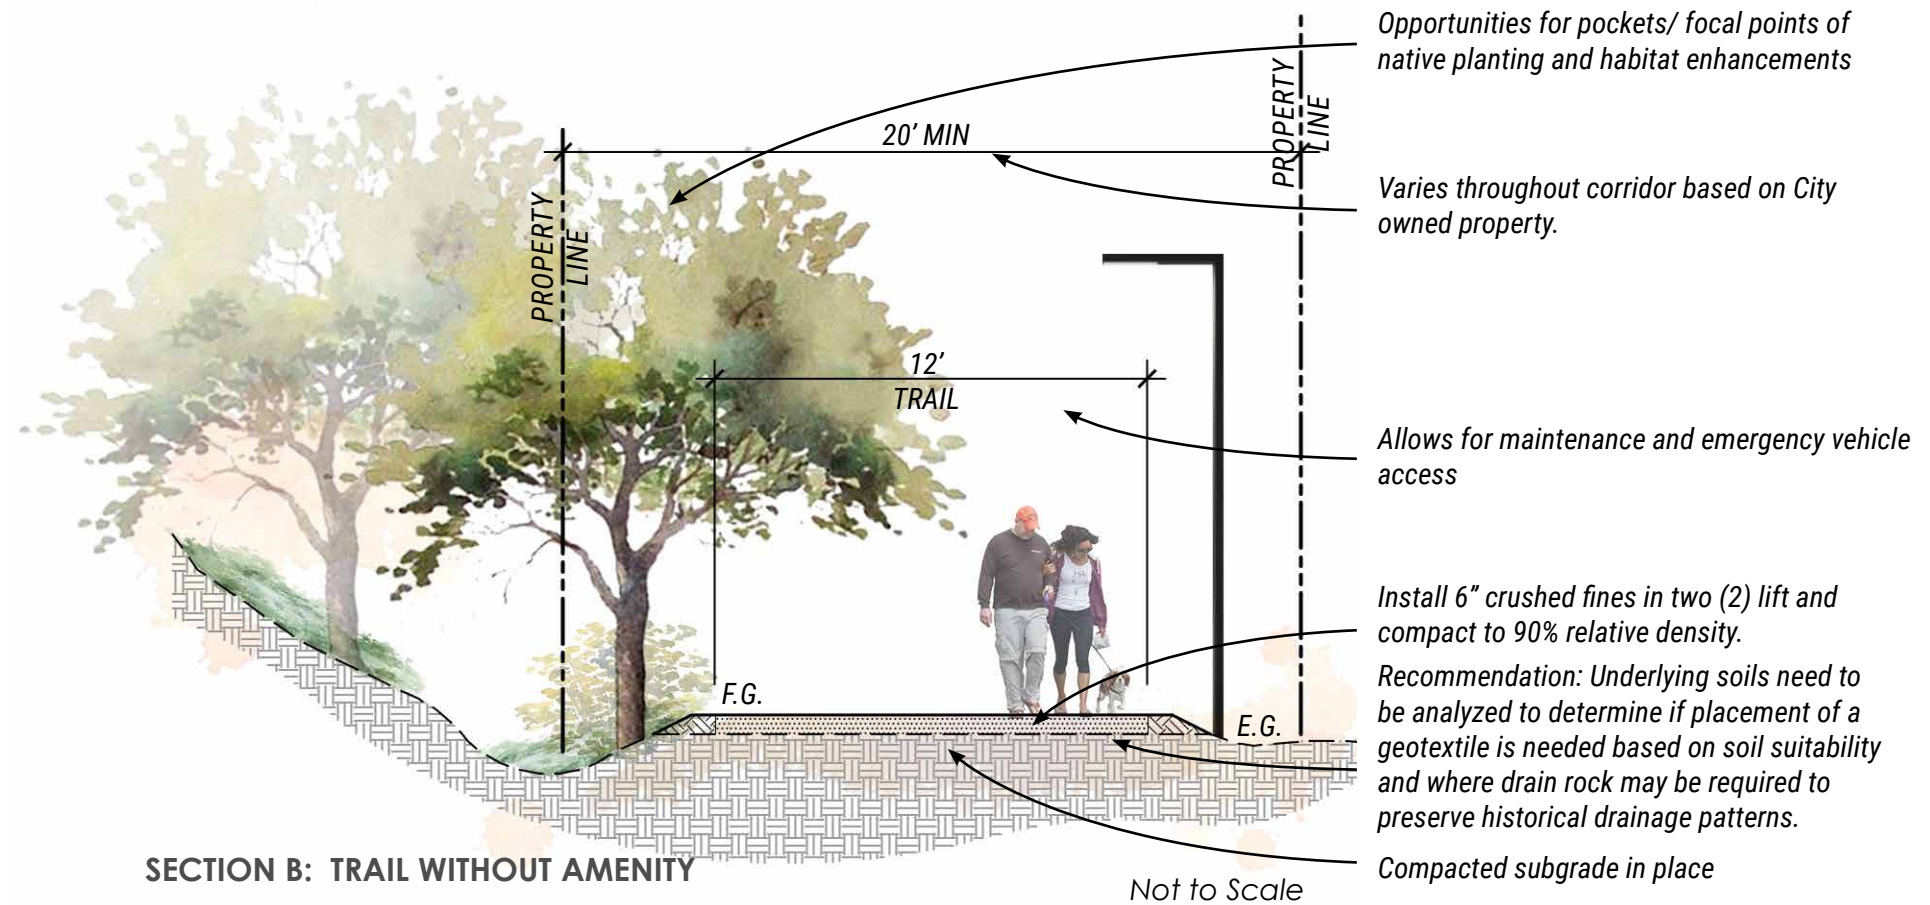 Opportunities for pockets/ focal points of
native planting and habitat enhancements
PROPERTY
LINE
20’ MIN
Varies throughout corridor based on City
owned property.
PROPERTY
LINE
12’
TRAIL
Allows for maintenance and emergency vehicle
access
Install 6” crushed fines in two (2) lift and
compact to 90% relative density.
Recommendation: Underlying soils need to
be analyzed to determine if placement of a
geotextile is needed based on soil suitability
and where drain rock may be required to
preserve historical drainage patterns.
F.G.
E.G.
Compacted subgrade in place
SECTION B:  TRAIL WITHOUT AMENITY
Not to Scale